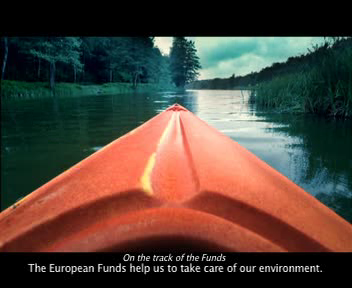 On the track of the Funds
The European Funds help us to take care of our environment.